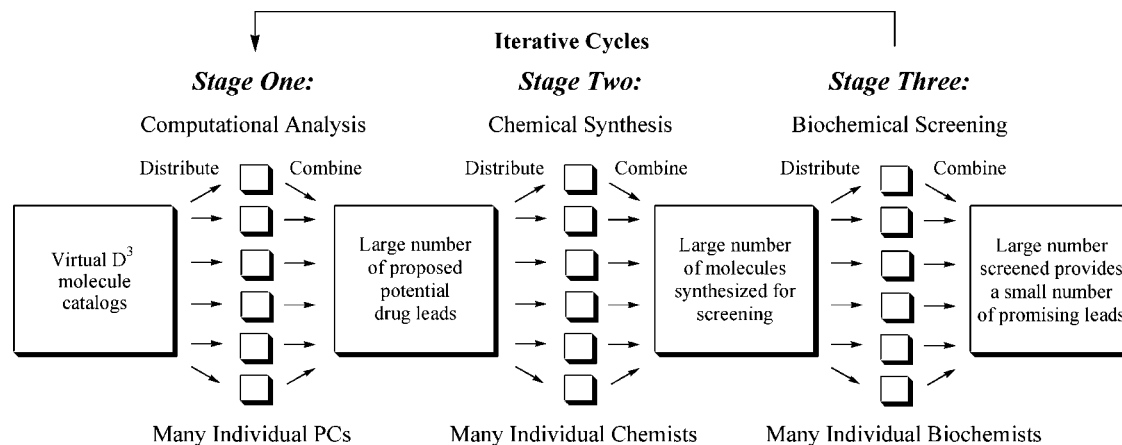 Iterative Cycles
Stage One:
Stage Two:
Stage Three:
Computational Analysis
Chemical Synthesis
Biochemical Screening
Distribute
Combine
Distribute
Combine
Distribute
Combine
Virtual D³
molecule
catalogs
Large number
of proposed
potential
drug leads
Large number
of molecules
synthesized for
screening
Large number
screened provides
a small number
of promising leads
Many Individual PCs
Many Individual Chemists
Many Individual Biochemists